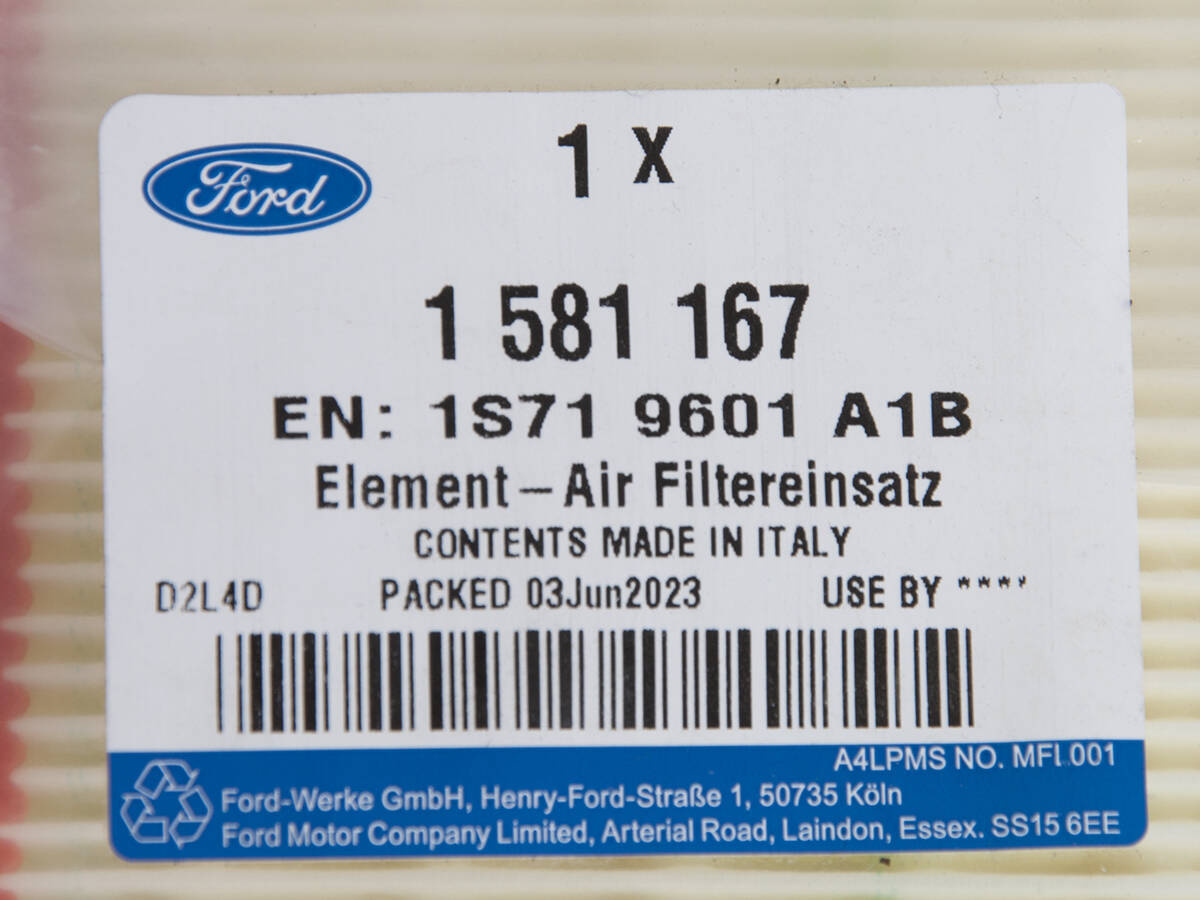 Ford
1 X
1 581 167
EN: 1S71 9601 A1B
Element – Air Filtereinsatz
CONTENTS MADE IN ITALY
D2L4D PACKED 03Jun2023 USE BY ****
A4LPMS NO. MFL001
Ford-Werke GmbH, Henry-Ford-Straße 1, 50735 Köln
Ford Motor Company Limited, Arterial Road, Laindon, Essex. SS15 6EE